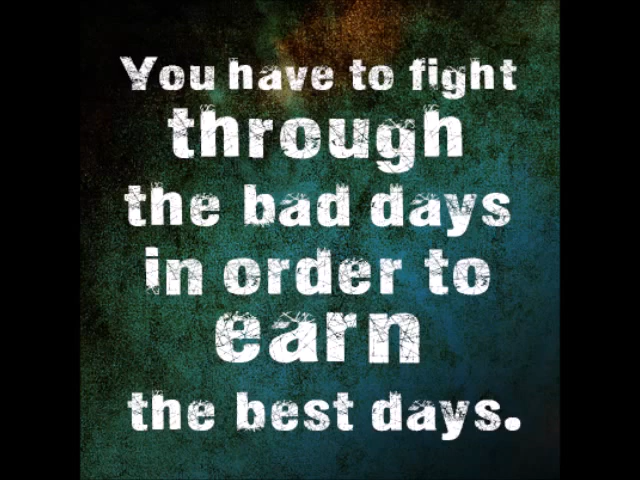 You have to fight
through
the bad days
in order to
earn
the best days.